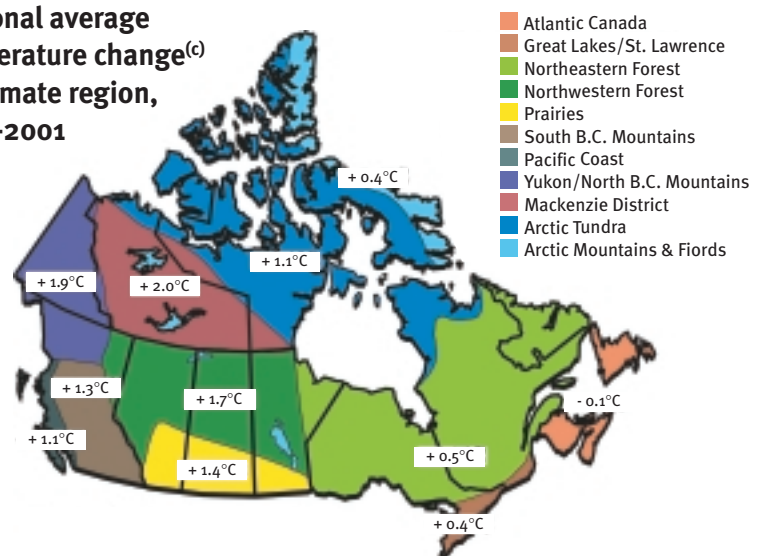 onal average
erature change(c)
mate region,
-2001
Atlantic Canada
Great Lakes/St. Lawrence
Northeastern Forest
Northwestern Forest
Prairies
South B.C. Mountains
Pacific Coast
Yukon/North B.C. Mountains
Mackenzie District
Arctic Tundra
Arctic Mountains & Fiords
+ 0.4°C
+ 1.1°C
+ 1.9°C
+ 2.0°C
+ 1.3°C
+ 1.7°C
- 0.1°C
+ 1.1°C
+ 1.4°C
+ 0.5°C
+ 0.4°C